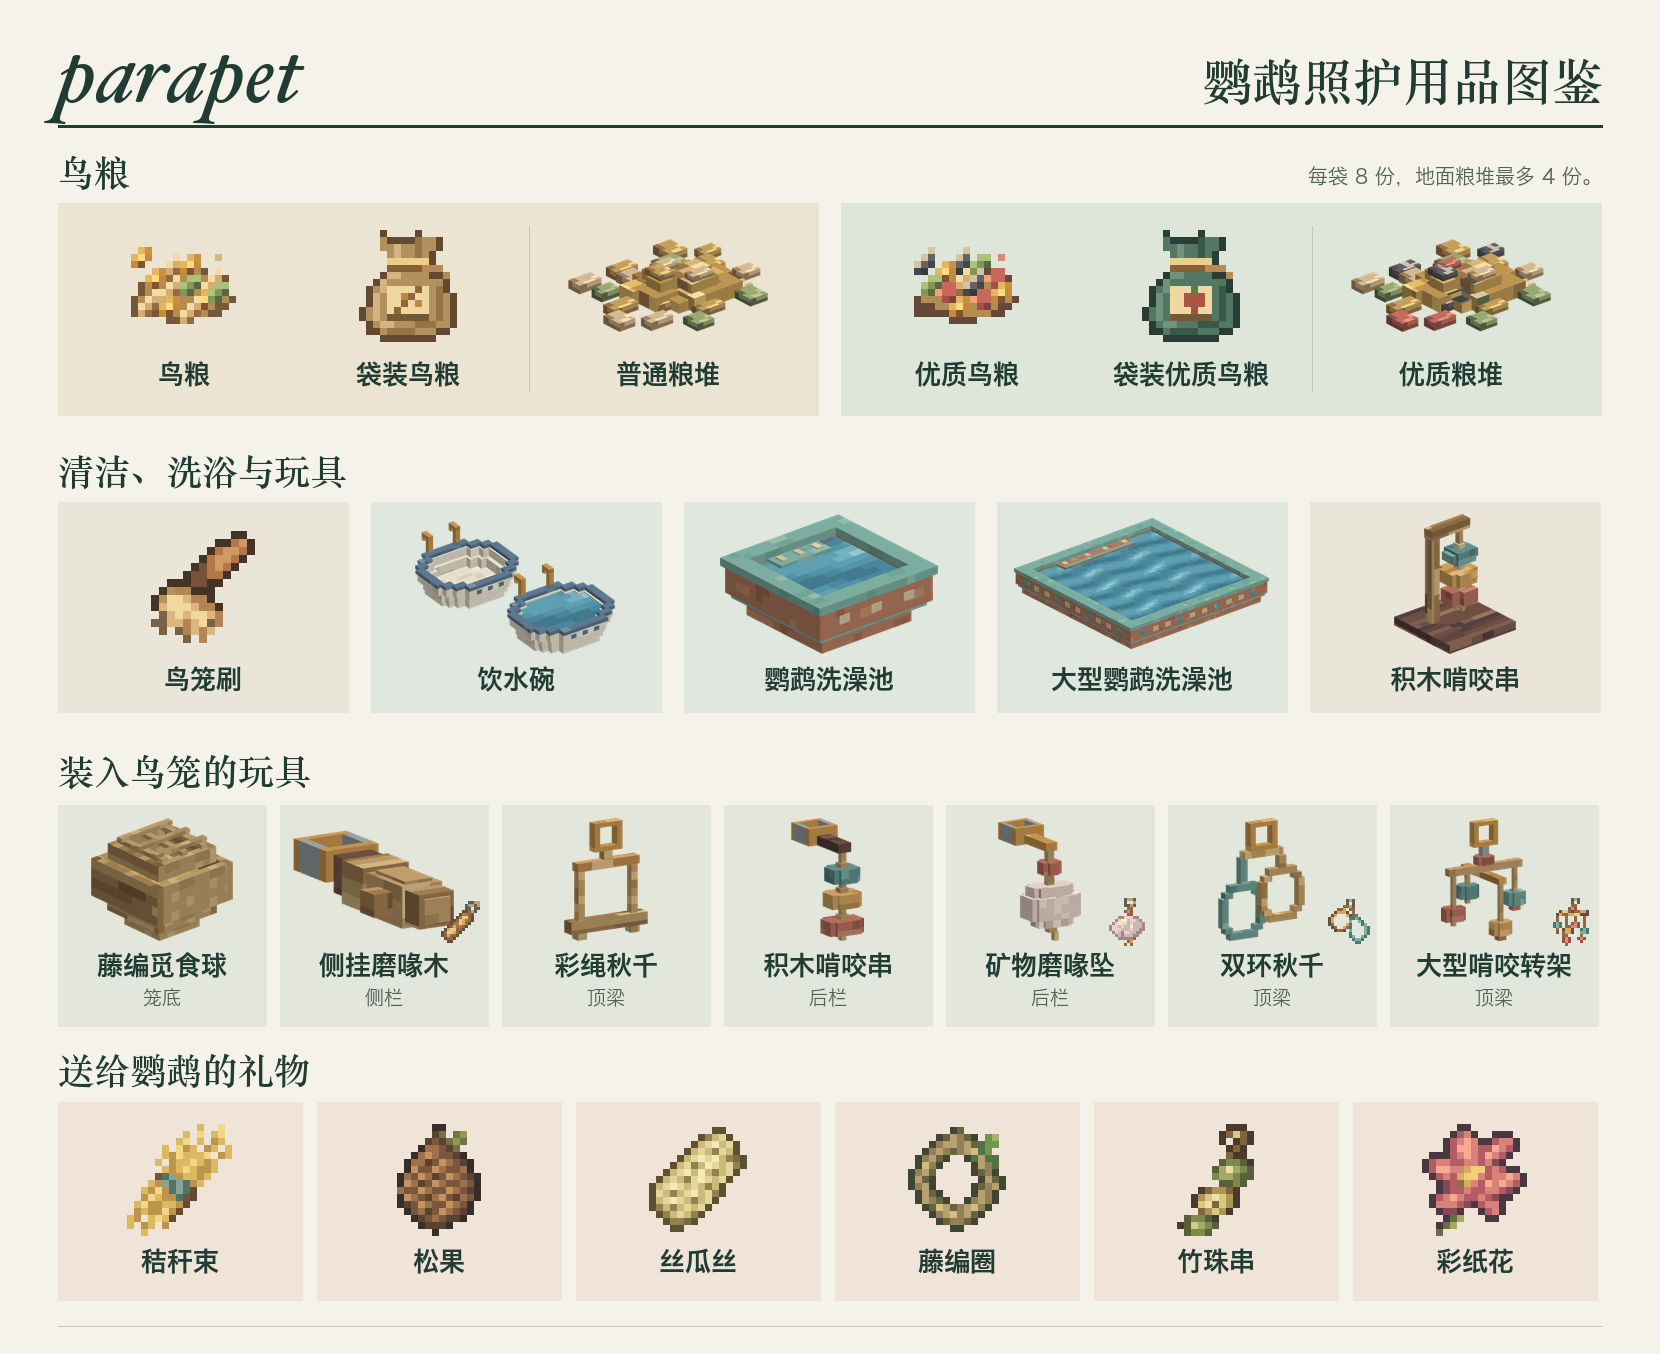 parapet
鹦鹉照护用品图鉴
鸟粮
每袋 8 份，地面粮堆最多 4 份。
鸟粮
袋装鸟粮
普通粮堆
优质鸟粮
袋装优质鸟粮
优质粮堆
清洁、洗浴与玩具
鸟笼刷
饮水碗
鹦鹉洗澡池
大型鹦鹉洗澡池
积木啃咬串
装入鸟笼的玩具
藤编觅食球
笼底
侧挂磨喙木
侧栏
彩绳秋千
顶梁
积木啃咬串
后栏
矿物磨喙坠
后栏
双环秋千
顶梁
大型啃咬转架
顶梁
送给鹦鹉的礼物
秸秆束
松果
丝瓜丝
藤编圈
竹珠串
彩纸花